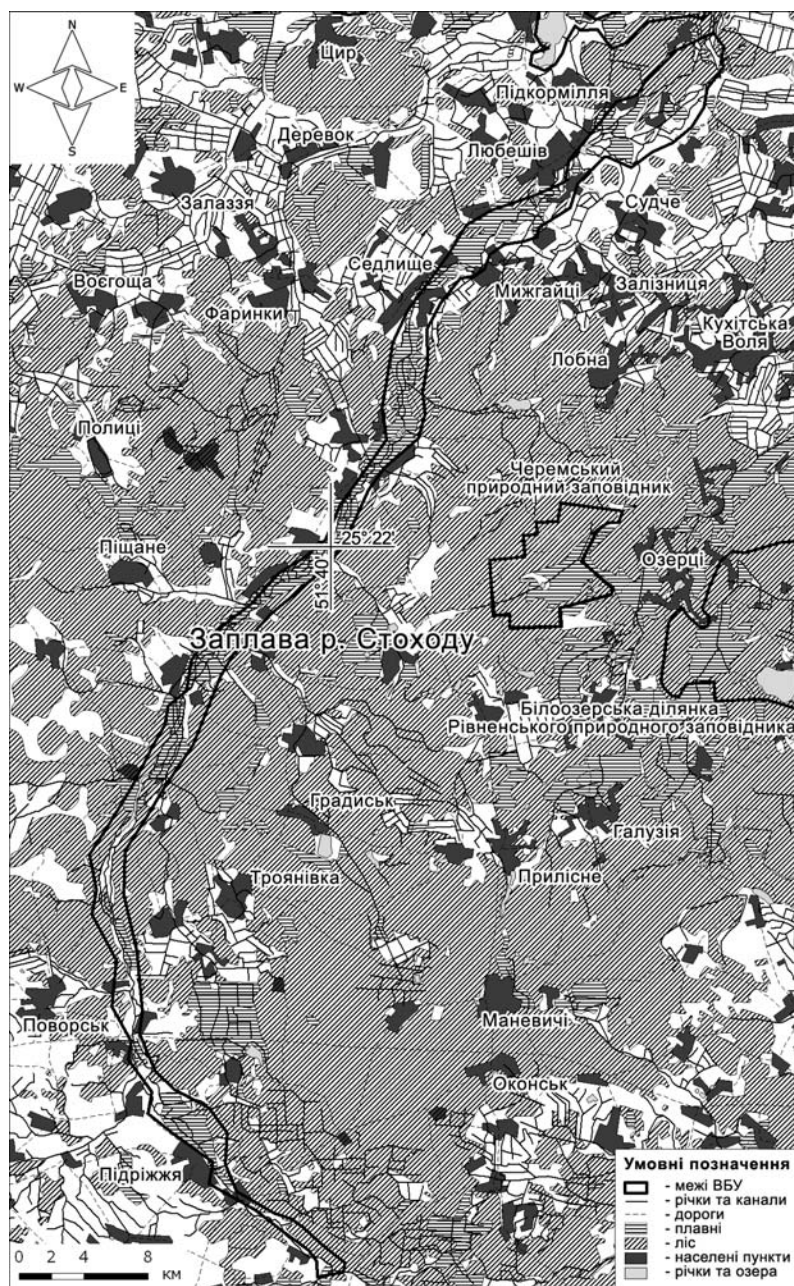 N
W E
S
Цир
Підкормілля
Деревок
Любешів
Залаззя
Судче
Седлище
Воєгоща
Мижгайці
Залізниця
Фаринки
Кухітська
Воля
Лобна
Полиці
Черемський
природний заповідник
25° 22'
51° 40'
Піщане
Озерці
Заплава р. Стоходу
Білоозерська ділянка
Рівненського природного заповідника
Градиськ
Галузія
Троянівка
Прилісне
Маневичі
Поворськ
Оконськ
Підріжжя
Умовні позначення
- межі ВБУ
- річки та канали
- дороги
- плавні
- ліс
- населені пункти
- річки та озера
0 2 4 8
км